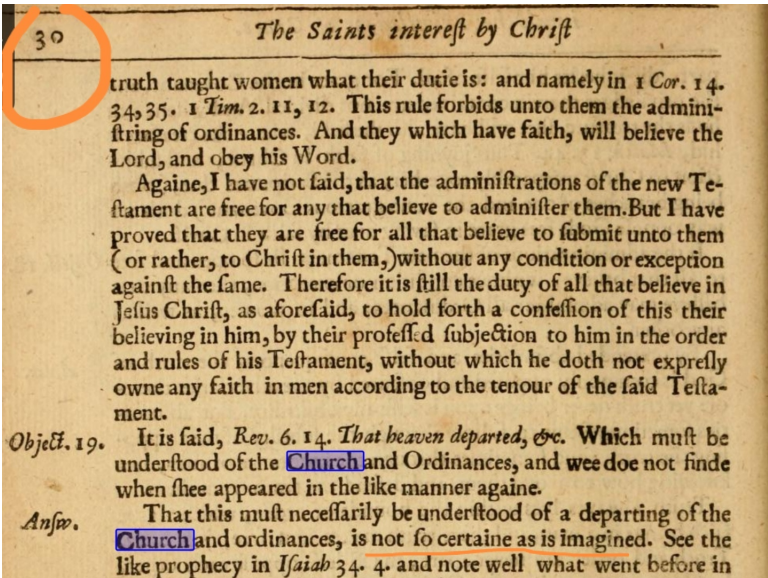 30 The Saints intereſt by Chriſt
truth taught women what their dutie is: and namely in 1 Cor. 14.
34,35. 1 Tim. 2. 11, 12. This rule forbids unto them the admini-
ſtring of ordinances. And they which have faith, will believe the
Lord, and obey his Word.
Againe, I have not ſaid, that the adminiſtrations of the new Te-
ſtament are free for any that believe to adminiſter them. But I have
proved that they are free for all that believe to ſubmit unto them
( or rather, to Chriſt in them,) without any condition or exception
againſt the ſame. Therefore it is ſtill the duty of all that believe in
Jeſus Chriſt, as aforeſaid, to hold forth a confeſſion of this their
believing in him, by their profeſſed ſubjection to him in the order
and rules of his Teſtament, without which he doth not expreſly
owne any faith in men according to the tenour of the ſaid Teſta-
ment.
Object. 19. It is ſaid, Rev. 6. 14. That heaven departed, &c. Which muſt be
underſtood of the Church and Ordinances, and wee doe not finde
when ſhee appeared in the like manner againe.
Anſw. That this muſt neceſſarily be underſtood of a departing of the
Church and ordinances, is not ſo certaine as is imagined. See the
like prophecy in Iſaiah 34. 4. and note well what went before in